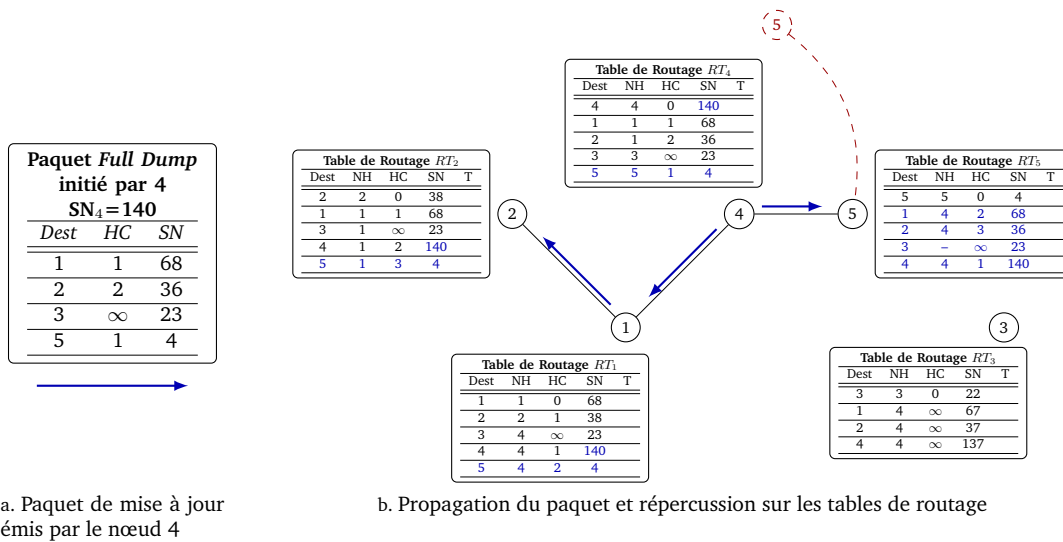 Paquet Full Dump
initié par 4
SN4=140
Dest HC SN
1 1 68
2 2 36
3 ∞ 23
5 1 4
a. Paquet de mise à jour
émis par le nœud 4
5
Table de Routage RT4
Dest NH HC SN T
4 4 0 140
1 1 1 68
2 1 2 36
3 3 ∞ 23
5 5 1 4
Table de Routage RT2
Dest NH HC SN T
2 2 0 38
1 1 1 68
3 1 ∞ 23
4 1 2 140
5 1 3 4
2
4
5
Table de Routage RT5
Dest NH HC SN T
5 5 0 4
1 4 2 68
2 4 3 36
3 – ∞ 23
4 4 1 140
1
3
Table de Routage RT1
Dest NH HC SN T
1 1 0 68
2 2 1 38
3 4 ∞ 23
4 4 1 140
5 4 2 4
Table de Routage RT3
Dest NH HC SN T
3 3 0 22
1 4 ∞ 67
2 4 ∞ 37
4 4 ∞ 137
b. Propagation du paquet et répercussion sur les tables de routage